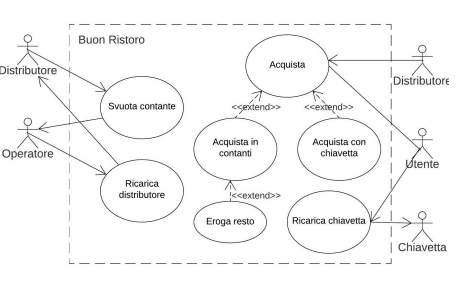 Buon Ristoro
Distributore
Operatore
Svuota contante
Ricarica
distributore
Acquista
<<extend>>
<<extend>>
Acquista in
contanti
Acquista con
chiavetta
<<extend>>
Eroga resto
Ricarica chiavetta
Distributore
Utente
Chiavetta